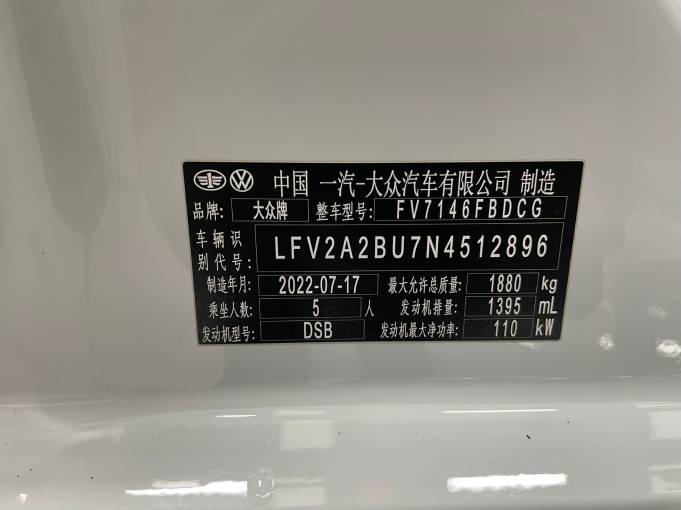 中国 一汽-大众汽车有限公司 制造
品牌: 大众牌 整车型号: FV7146FBDCG
车辆识别代号: LFV2A2BU7N4512896
制造年月: 2022-07-17 最大允许总质量: 1880 kg
乘坐人数: 5 人 发动机排量: 1395 mL
发动机型号: DSB 发动机最大净功率: 110 kW